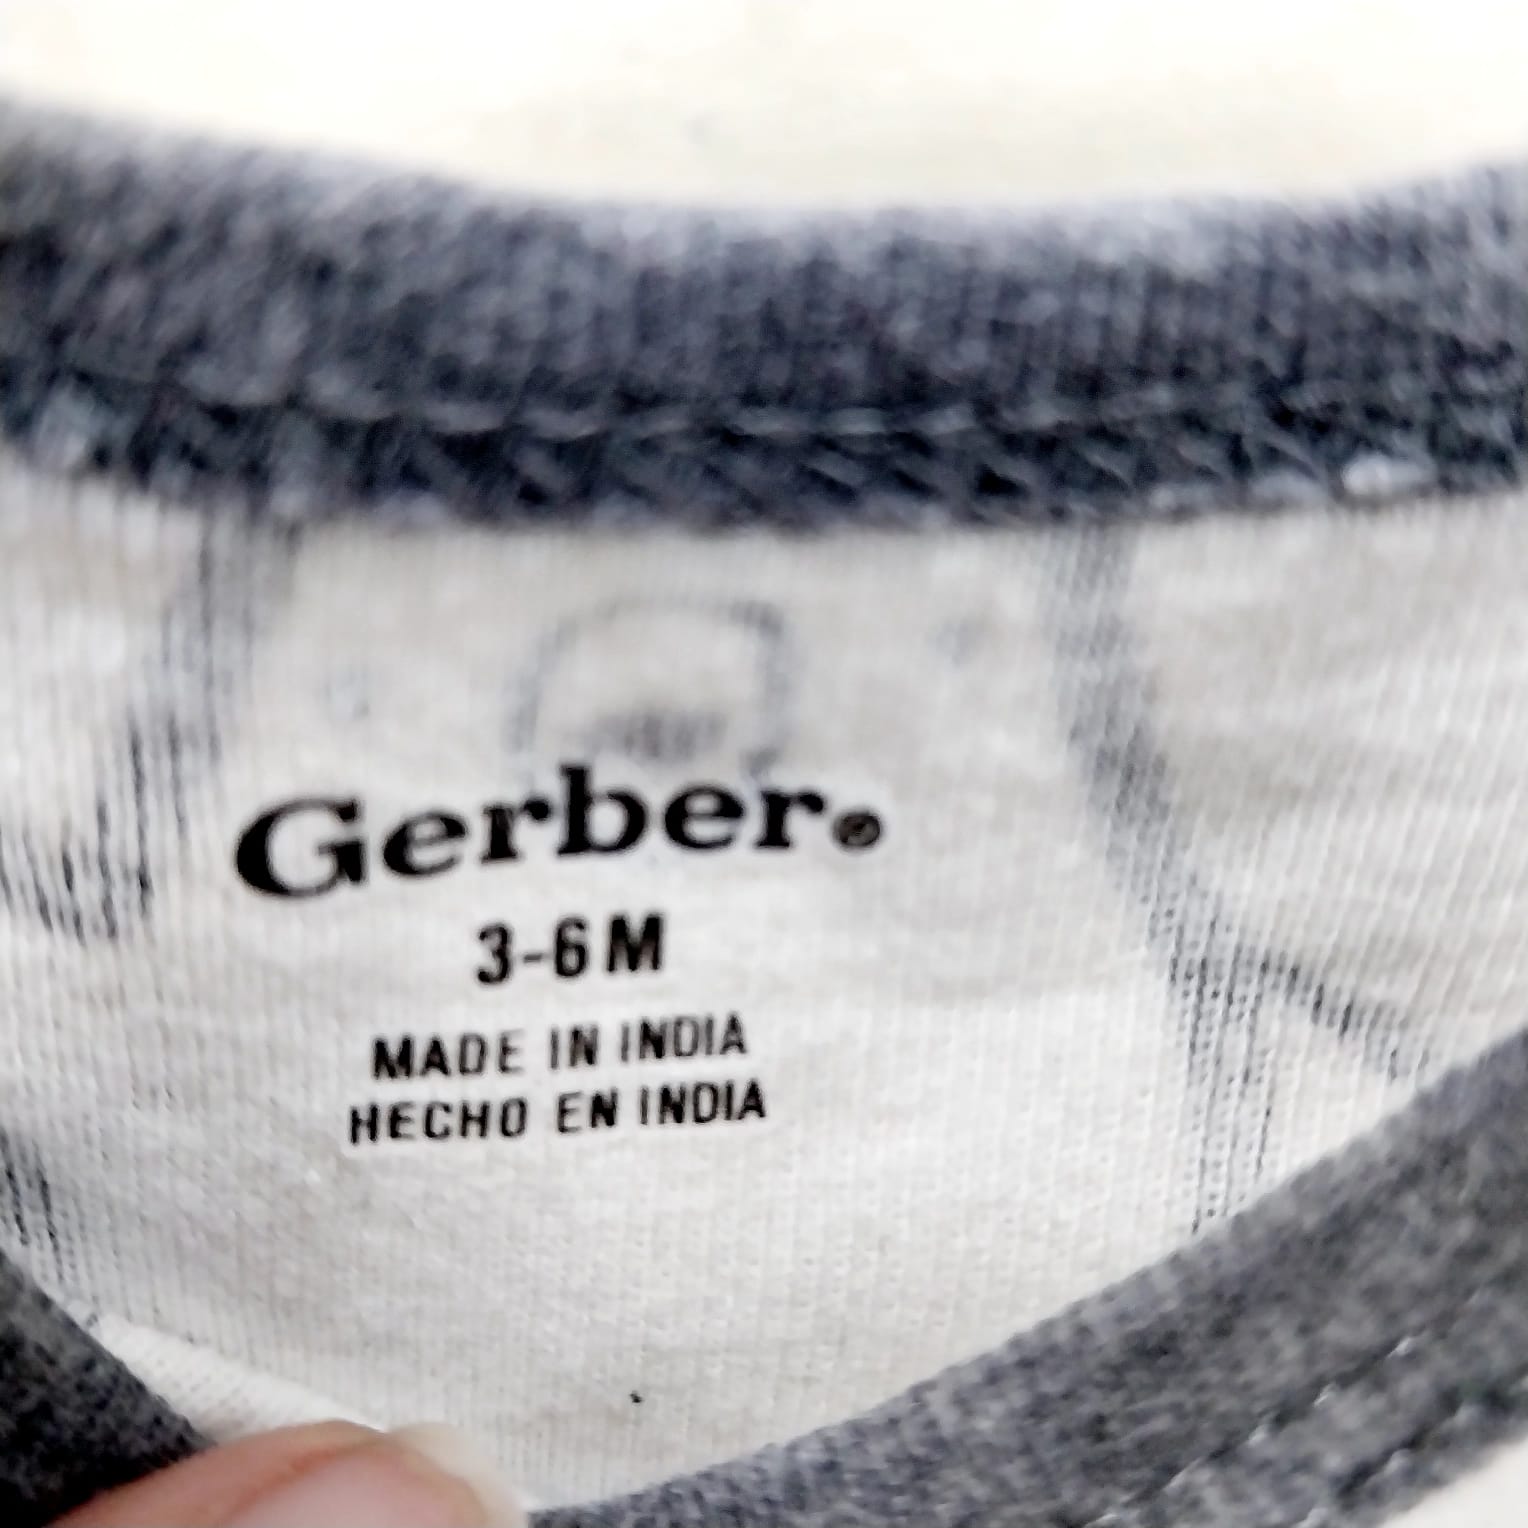 Gerber®
3-6M
MADE IN INDIA
HECHO EN INDIA